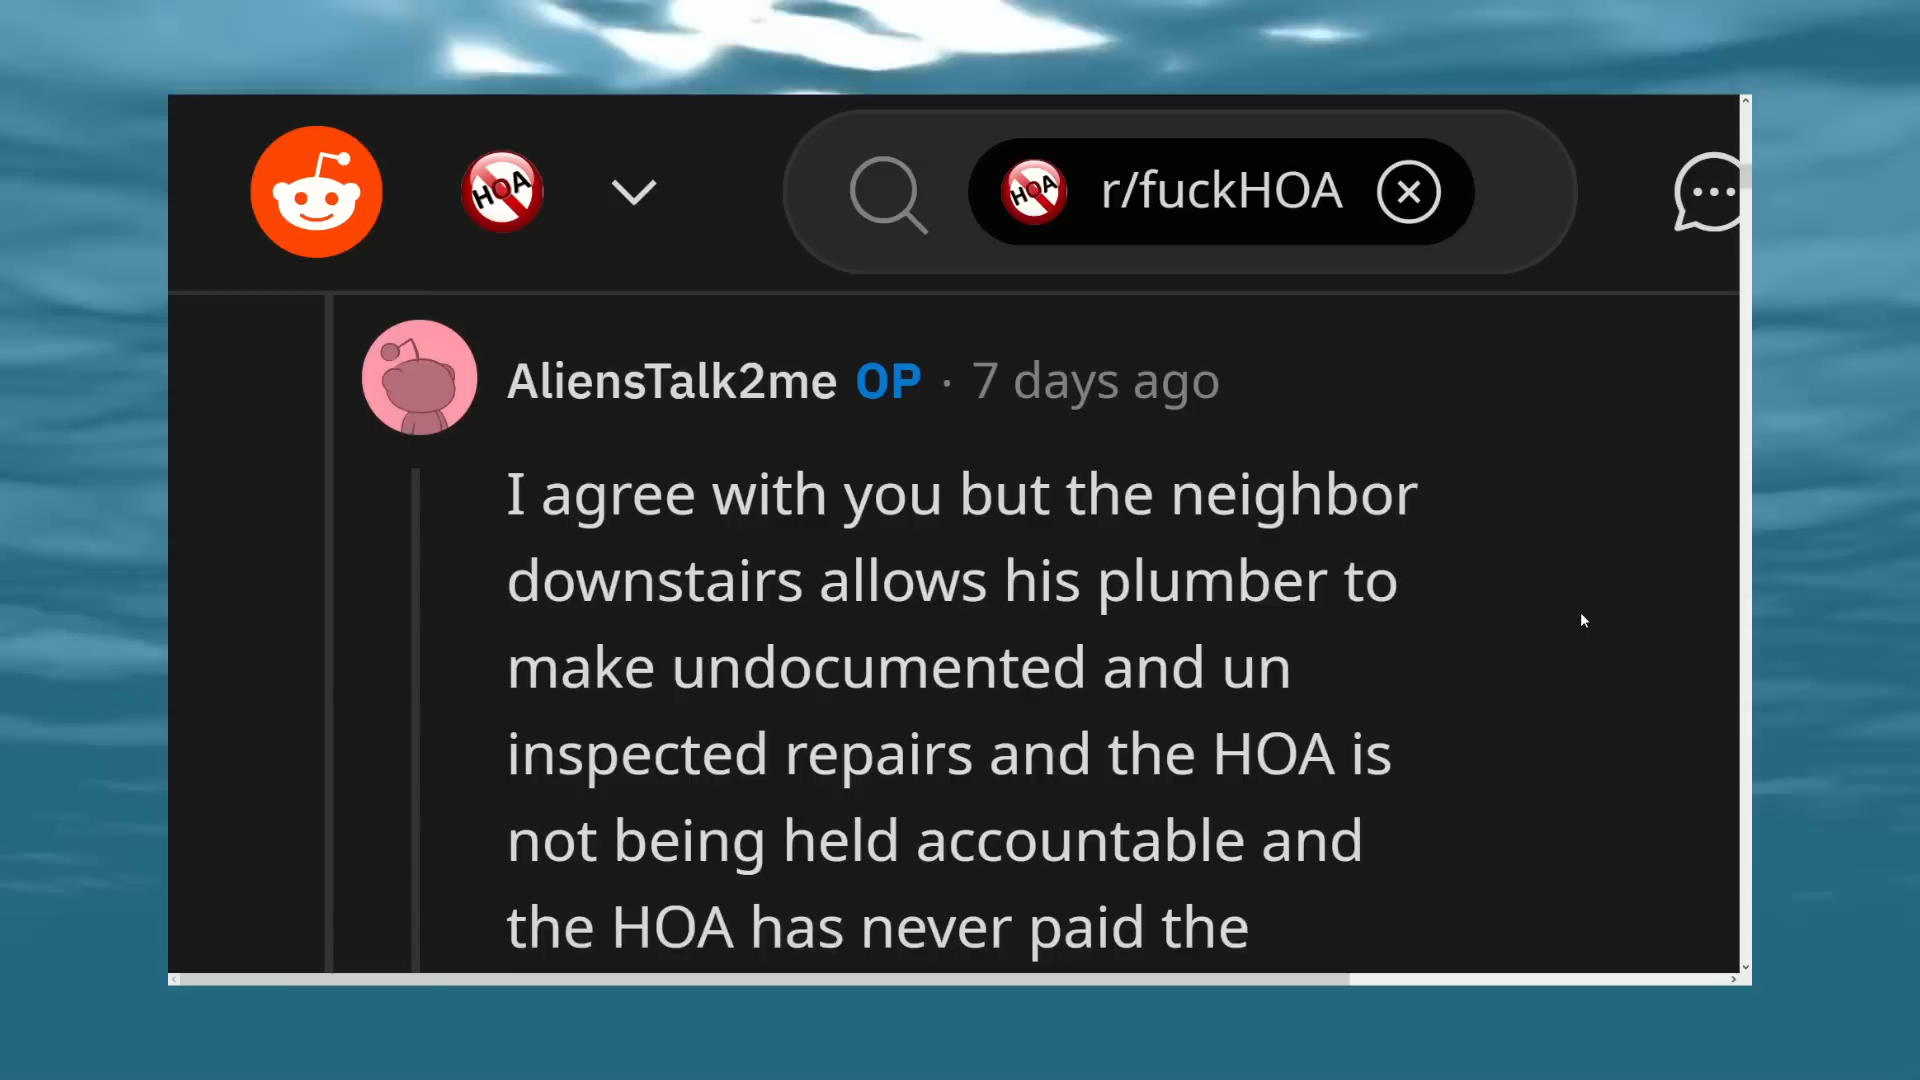 HOA
HOA r/fuckHOA
AliensTalk2me OP · 7 days ago
I agree with you but the neighbor
downstairs allows his plumber to
make undocumented and un
inspected repairs and the HOA is
not being held accountable and
the HOA has never paid the